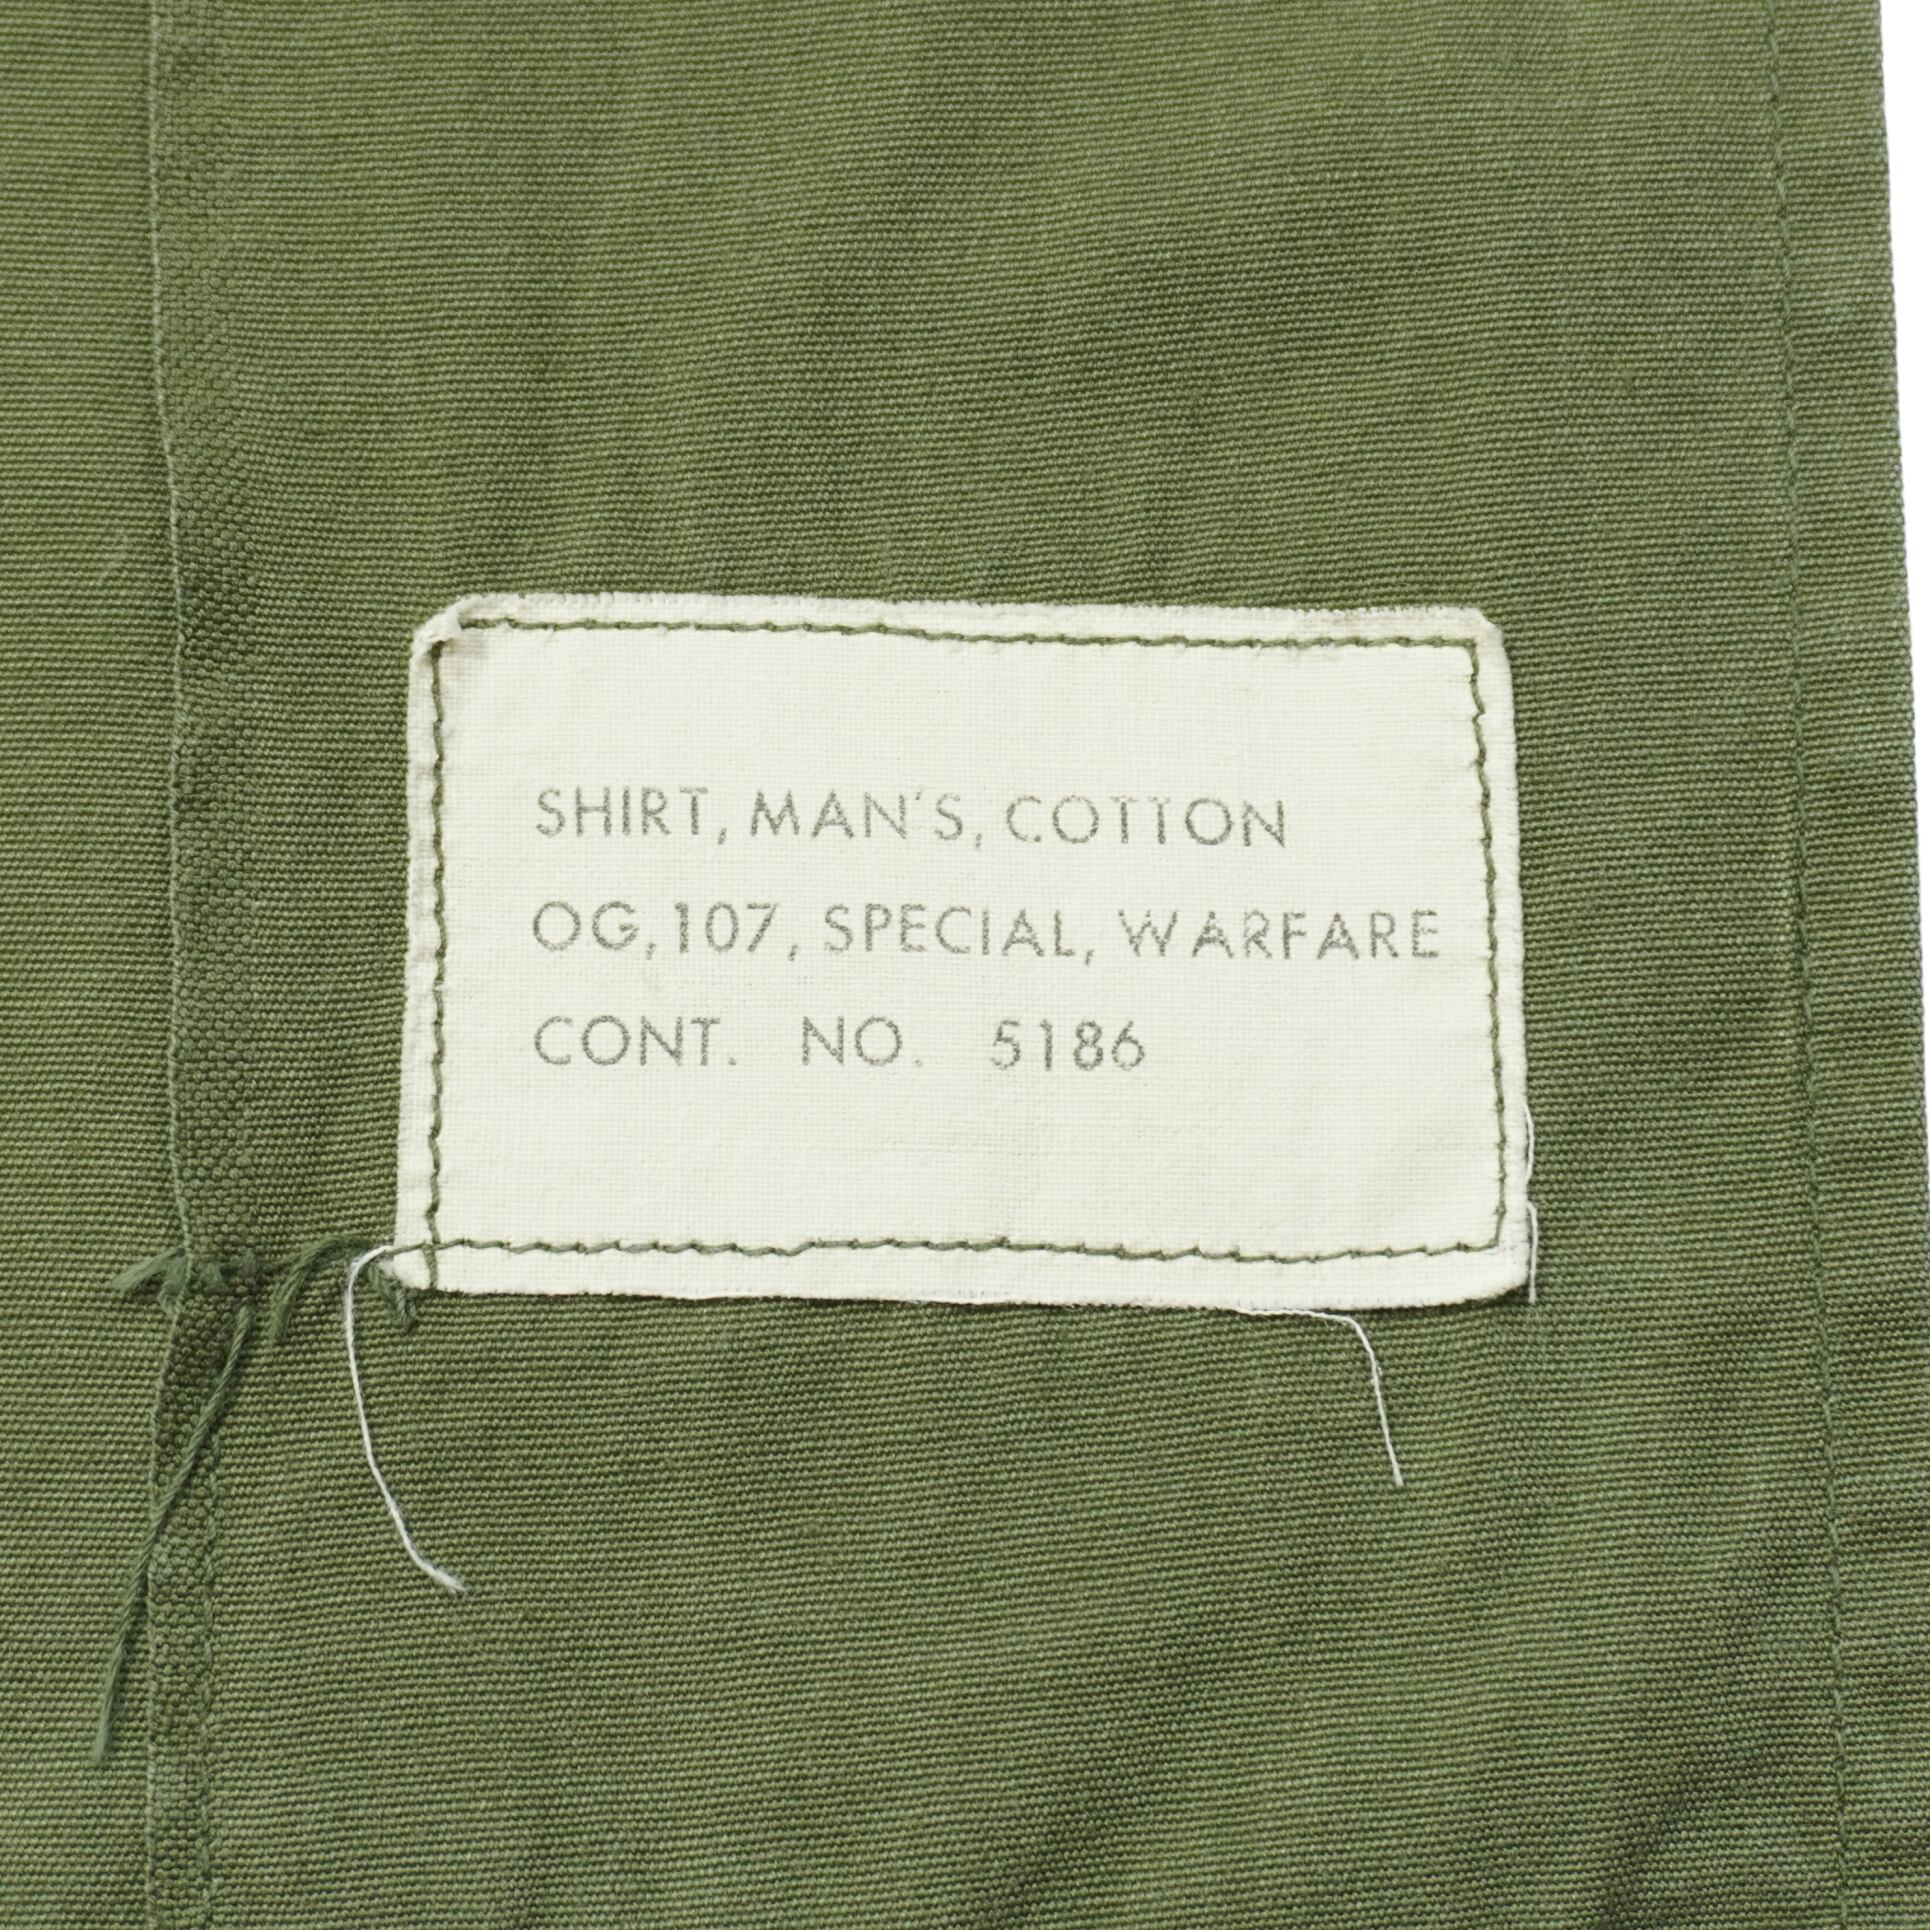 SHIRT, MAN'S, COTTON
OG, 107, SPECIAL, WARFARE
CONT. NO. 5186